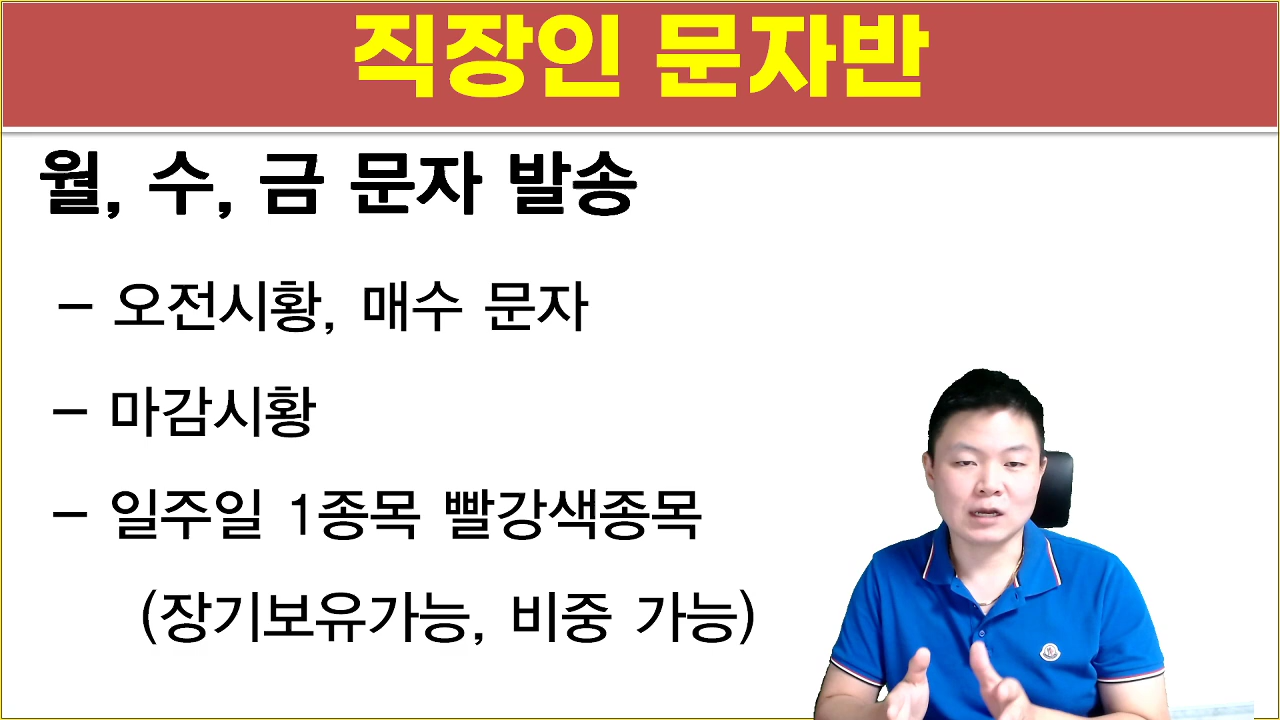 직장인 문자반
월, 수, 금 문자 발송
- 오전시황, 매수 문자
- 마감시황
- 일주일 1종목 빨강색종목
(장기보유가능, 비중 가능)